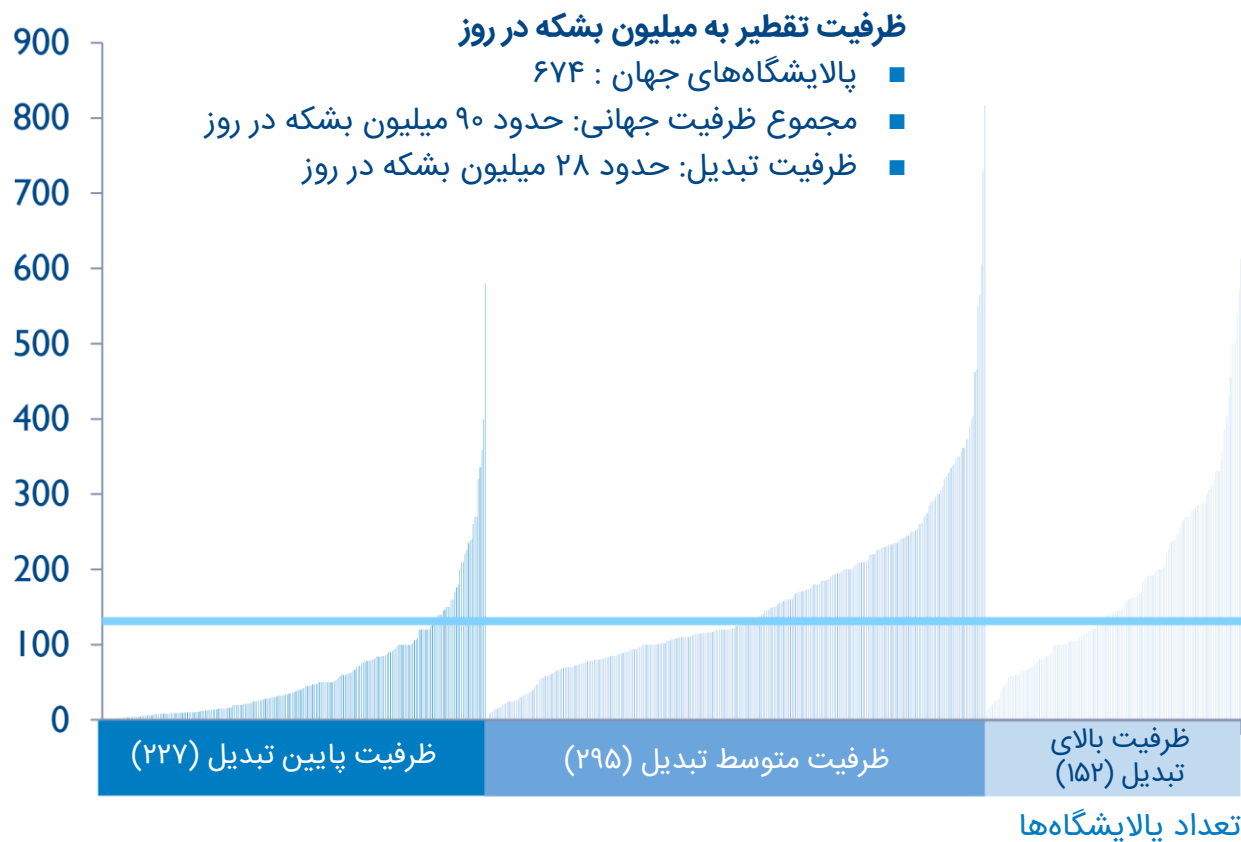 ظرفیت تقطیر به میلیون بشکه در روز
■ پالایشگاه‌های جهان : ۶۷۴
■ مجموع ظرفیت جهانی: حدود ۹۰ میلیون بشکه در روز
■ ظرفیت تبدیل: حدود ۲۸ میلیون بشکه در روز
900
800
700
600
500
400
300
200
100
0
ظرفیت پایین تبدیل (۲۲۷)
ظرفیت متوسط تبدیل (۲۹۵)
ظرفیت بالای
تبدیل (۱۵۲)
تعداد پالایشگاه‌ها